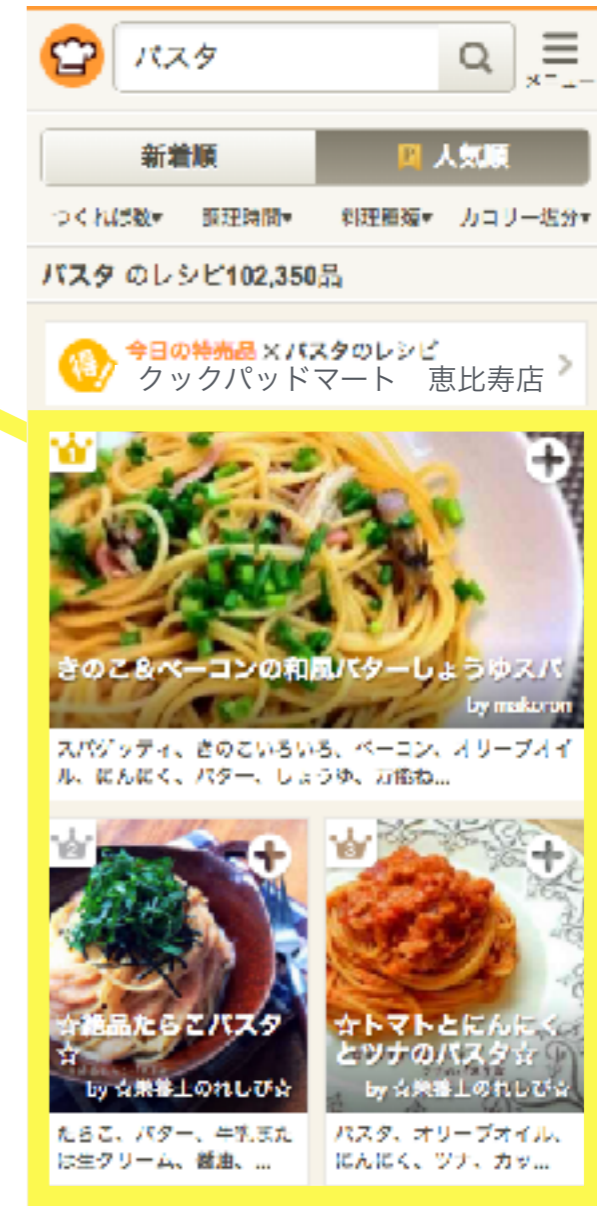 パスタ
メニュー
新着順
人気順
つくれぽ数▼ 調理時間▼ 料理種類▼ カロリー塩分▼
パスタ のレシピ102,350品
得!
今日の特売品×パスタのレシピ
クックパッドマート 恵比寿店
1
きのこ&ベーコンの和風バターしょうゆスパ
by makoron
スパゲッティ、きのこいろいろ、ベーコン、オリーブオイ
ル、にんにく、バター、しょうゆ、万能ね...
2
☆絶品たらこパスタ
☆
by ☆栄養士のれしぴ☆
たらこ、バター、牛乳また
は生クリーム、醤油、...
3
☆トマトとにんにく
とツナのパスタ☆
by ☆栄養士のれしぴ☆
パスタ、オリーブオイル、
にんにく、ツナ、カッ...